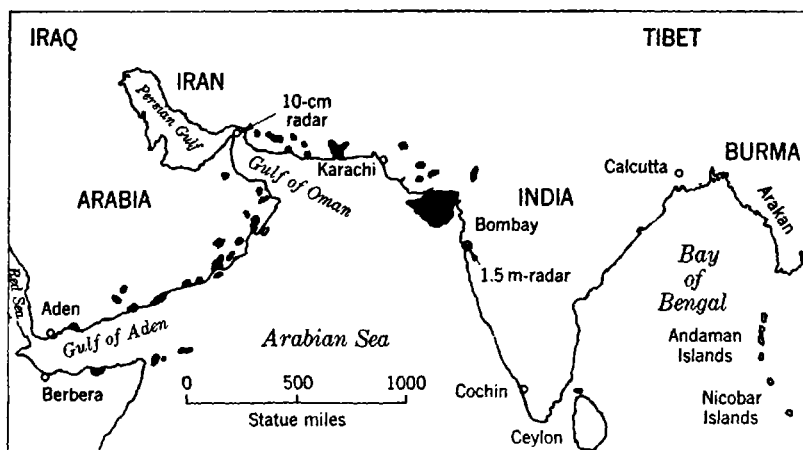 IRAQ
TIBET
IRAN
Persian Gulf
10-cm
radar
Karachi
Gulf of Oman
Calcutta
BURMA
ARABIA
INDIA
Arakan
Bombay
1.5 m-radar
Bay
of
Bengal
Red Sea
Aden
Gulf of Aden
Arabian Sea
Andaman
Islands
Berbera
0
500
1000
Statue miles
Cochin
Ceylon
Nicobar
Islands